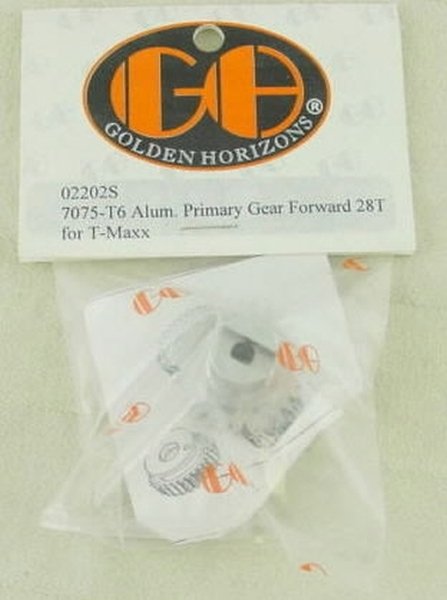 GH
GOLDEN HORIZONS®
02202S
7075-T6 Alum. Primary Gear Forward 28T
for T-Maxx